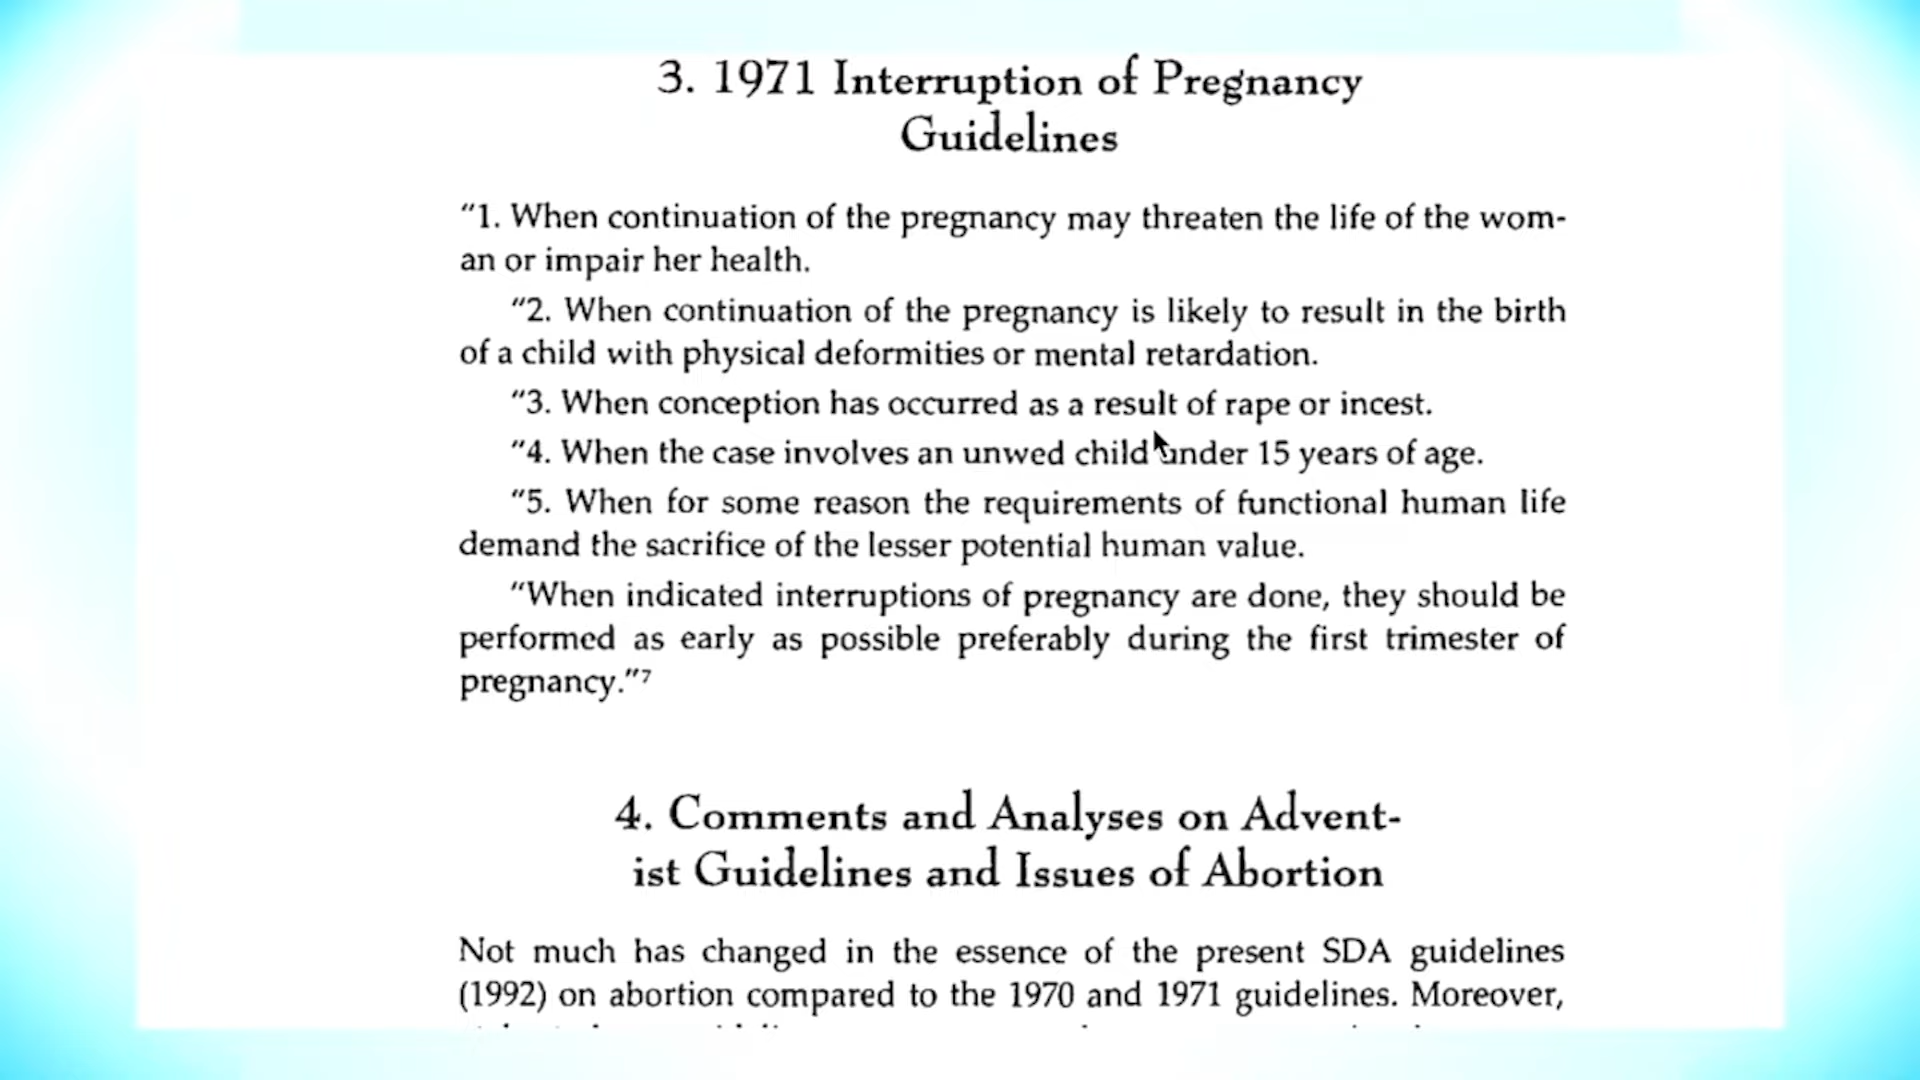 3. 1971 Interruption of Pregnancy
Guidelines
"1. When continuation of the pregnancy may threaten the life of the wom-
an or impair her health.
"2. When continuation of the pregnancy is likely to result in the birth
of a child with physical deformities or mental retardation.
"3. When conception has occurred as a result of rape or incest.
"4. When the case involves an unwed child under 15 years of age.
"5. When for some reason the requirements of functional human life
demand the sacrifice of the lesser potential human value.
"When indicated interruptions of pregnancy are done, they should be
performed as early as possible preferably during the first trimester of
pregnancy."7
4. Comments and Analyses on Advent-
ist Guidelines and Issues of Abortion
Not much has changed in the essence of the present SDA guidelines
(1992) on abortion compared to the 1970 and 1971 guidelines. Moreover,